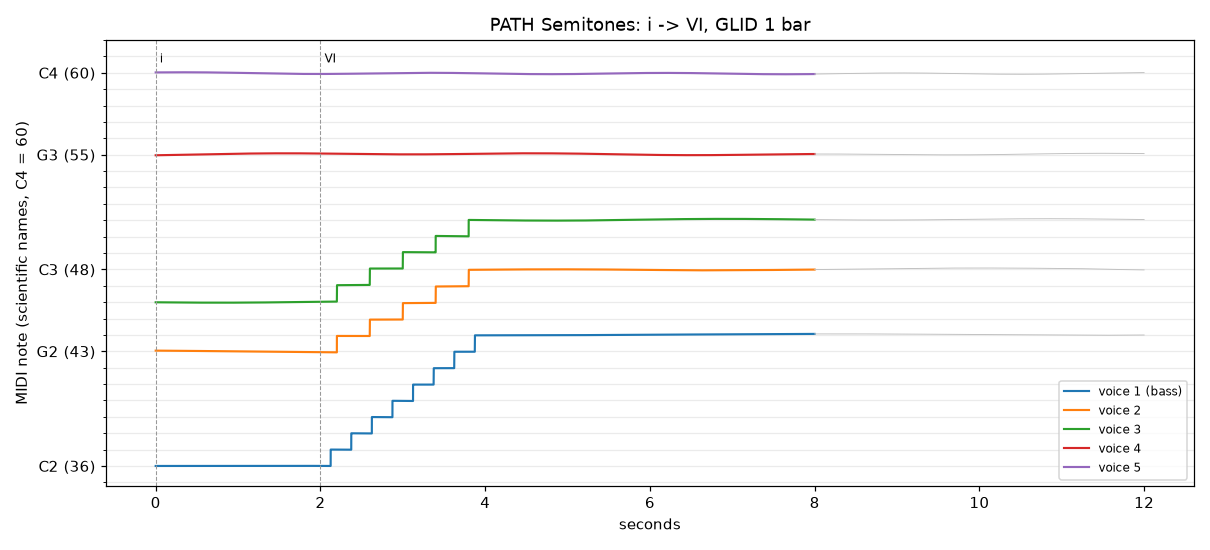 PATH Semitones: i -> VI, GLID 1 bar
i
VI
MIDI note (scientific names, C4 = 60)
C4 (60)
G3 (55)
C3 (48)
G2 (43)
C2 (36)
voice 1 (bass)
voice 2
voice 3
voice 4
voice 5
0
2
4
6
8
10
12
seconds